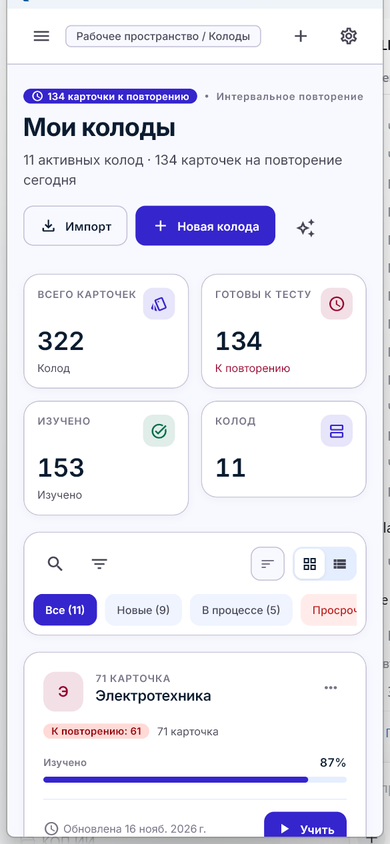 Рабочее пространство / Колоды
134 карточки к повторению • Интервальное повторение
Мои колоды
11 активных колод · 134 карточек на повторение
сегодня
Импорт
Новая колода
ВСЕГО КАРТОЧЕК
322
Колод
ГОТОВЫ К ТЕСТУ
134
К повторению
ИЗУЧЕНО
153
Изучено
КОЛОД
11
Все (11)
Новые (9)
В процессе (5)
Просроч
Э
71 КАРТОЧКА
Электротехника
К повторению: 61
71 карточка
Изучено
87%
Обновлена 16 нояб. 2026 г.
Учить